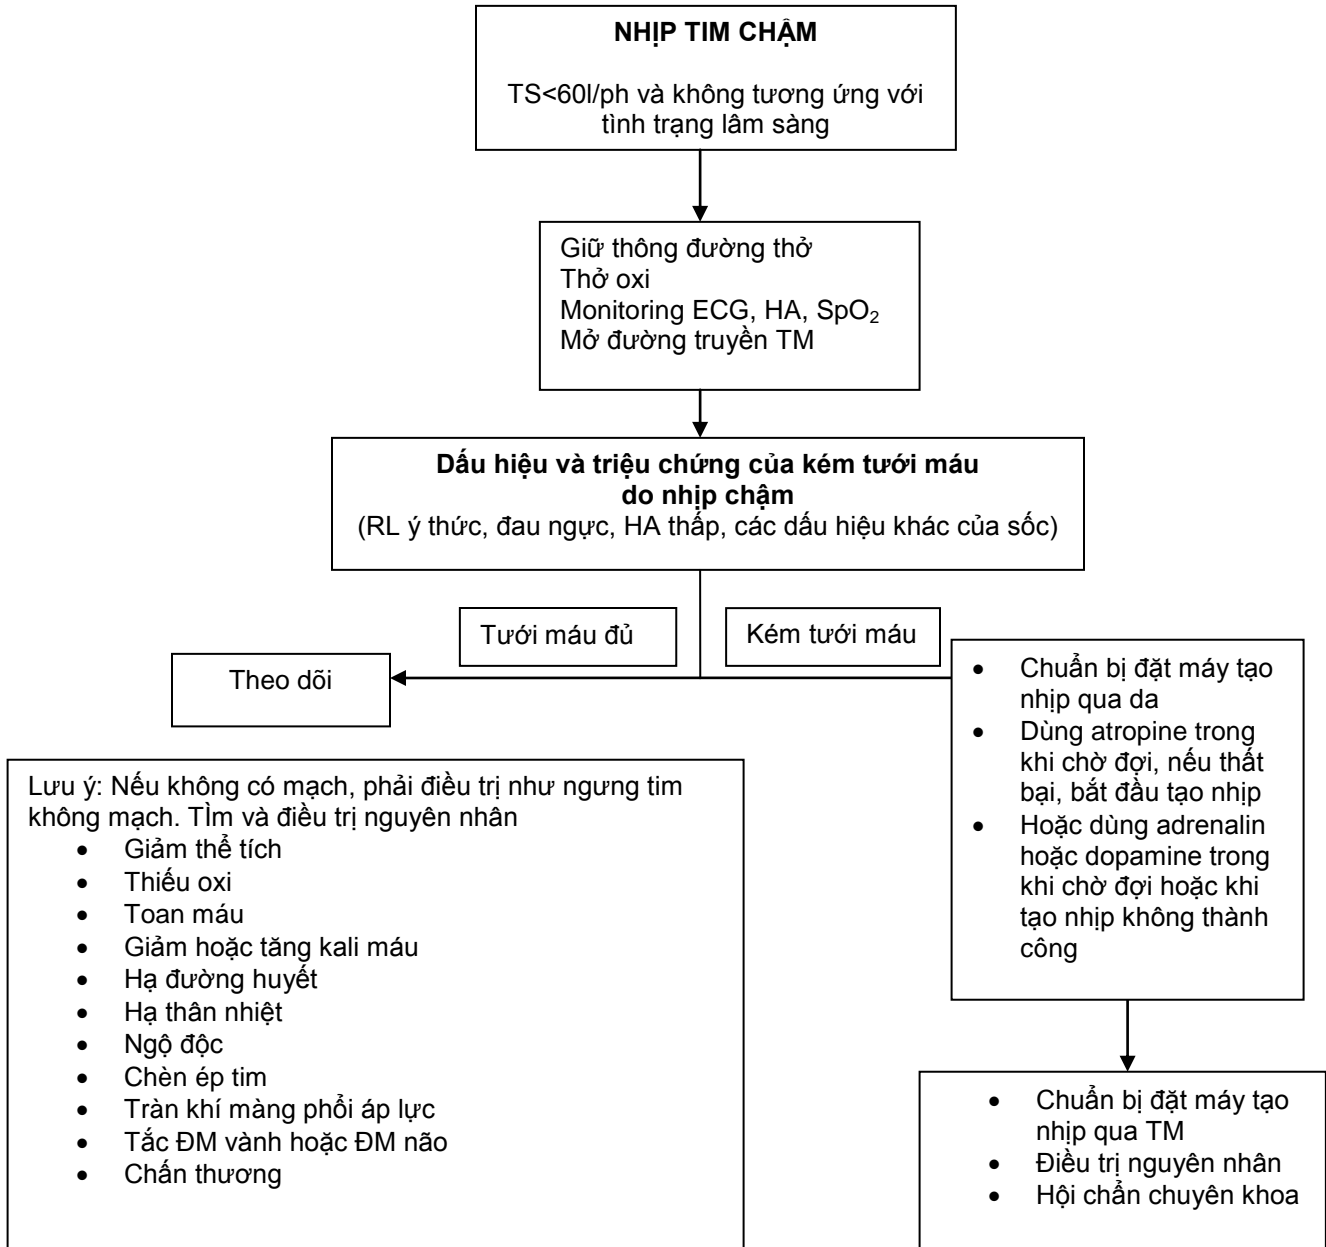 NHỊP TIM CHẬM
TS<60l/ph và không tương ứng với
tình trạng lâm sàng
Giữ thông đường thở
Thở oxi
Monitoring ECG, HA, SpO₂
Mở đường truyền TM
Dấu hiệu và triệu chứng của kém tưới máu
do nhịp chậm
(RL ý thức, đau ngực, HA thấp, các dấu hiệu khác của sốc)
Tưới máu đủ
Kém tưới máu
Theo dõi
• Chuẩn bị đặt máy tạo
nhịp qua da
• Dùng atropine trong
khi chờ đợi, nếu thất
bại, bắt đầu tạo nhịp
• Hoặc dùng adrenalin
hoặc dopamine trong
khi chờ đợi hoặc khi
tạo nhịp không thành
công
Lưu ý: Nếu không có mạch, phải điều trị như ngưng tim
không mạch. TÌm và điều trị nguyên nhân
• Giảm thể tích
• Thiếu oxi
• Toan máu
• Giảm hoặc tăng kali máu
• Hạ đường huyết
• Hạ thân nhiệt
• Ngộ độc
• Chèn ép tim
• Tràn khí màng phổi áp lực
• Tắc ĐM vành hoặc ĐM não
• Chấn thương
• Chuẩn bị đặt máy tạo
nhịp qua TM
• Điều trị nguyên nhân
• Hội chẩn chuyên khoa